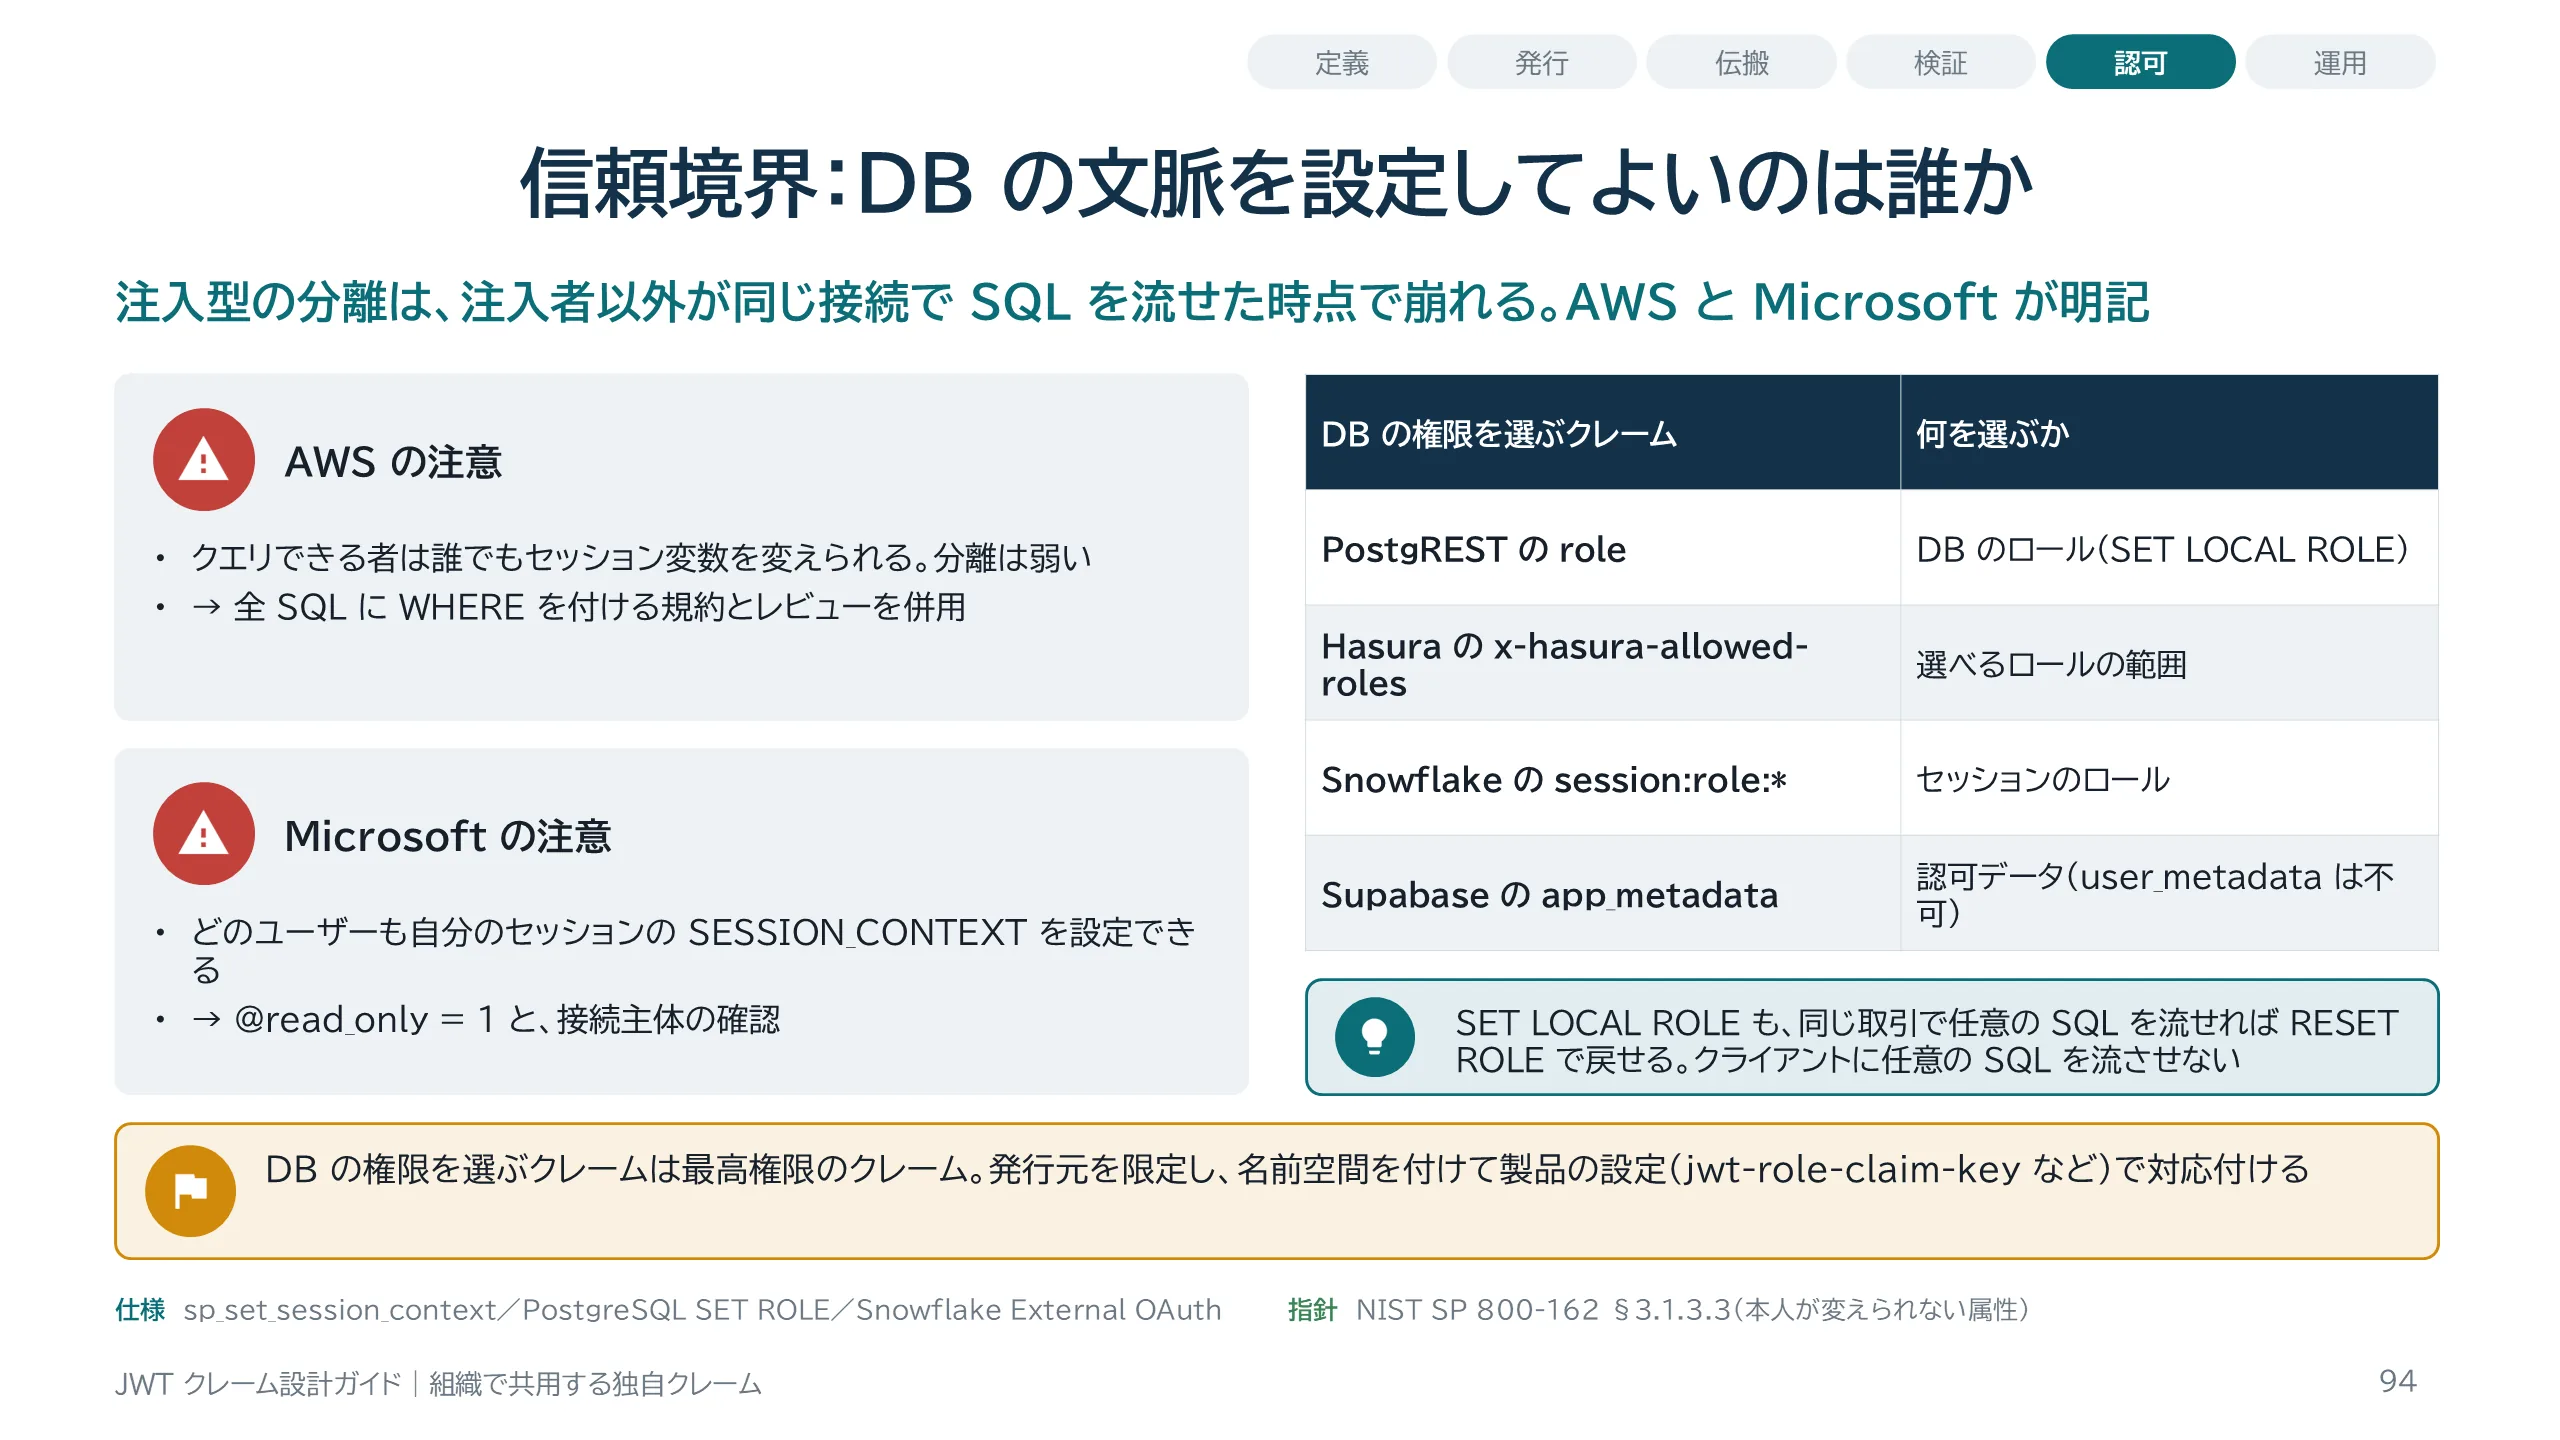 定義
発行
伝搬
検証
認可
運用
信頼境界：DB の文脈を設定してよいのは誰か
注入型の分離は、注入者以外が同じ接続で SQL を流せた時点で崩れる。AWS と Microsoft が明記
AWS の注意
• クエリできる者は誰でもセッション変数を変えられる。分離は弱い
• → 全 SQL に WHERE を付ける規約とレビューを併用
Microsoft の注意
• どのユーザーも自分のセッションの SESSION_CONTEXT を設定でき
る
• → @read_only = 1 と、接続主体の確認
DB の権限を選ぶクレーム
何を選ぶか
PostgREST の role
DB のロール（SET LOCAL ROLE）
Hasura の x-hasura-allowed-
roles
選べるロールの範囲
Snowflake の session:role:*
セッションのロール
Supabase の app_metadata
認可データ（user_metadata は不
可）
SET LOCAL ROLE も、同じ取引で任意の SQL を流せれば RESET
ROLE で戻せる。クライアントに任意の SQL を流させない
DB の権限を選ぶクレームは最高権限のクレーム。発行元を限定し、名前空間を付けて製品の設定（jwt-role-claim-key など）で対応付ける
仕様 sp_set_session_context／PostgreSQL SET ROLE／Snowflake External OAuth
指針 NIST SP 800-162 §3.1.3.3（本人が変えられない属性）
JWT クレーム設計ガイド｜組織で共用する独自クレーム
94